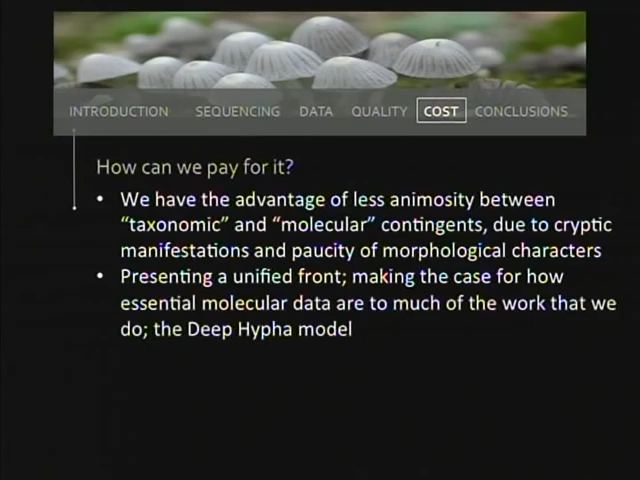 INTRODUCTION SEQUENCING DATA QUALITY COST CONCLUSIONS
How can we pay for it?
• We have the advantage of less animosity between
“taxonomic” and “molecular” contingents, due to cryptic
manifestations and paucity of morphological characters
• Presenting a unified front; making the case for how
essential molecular data are to much of the work that we
do; the Deep Hypha model